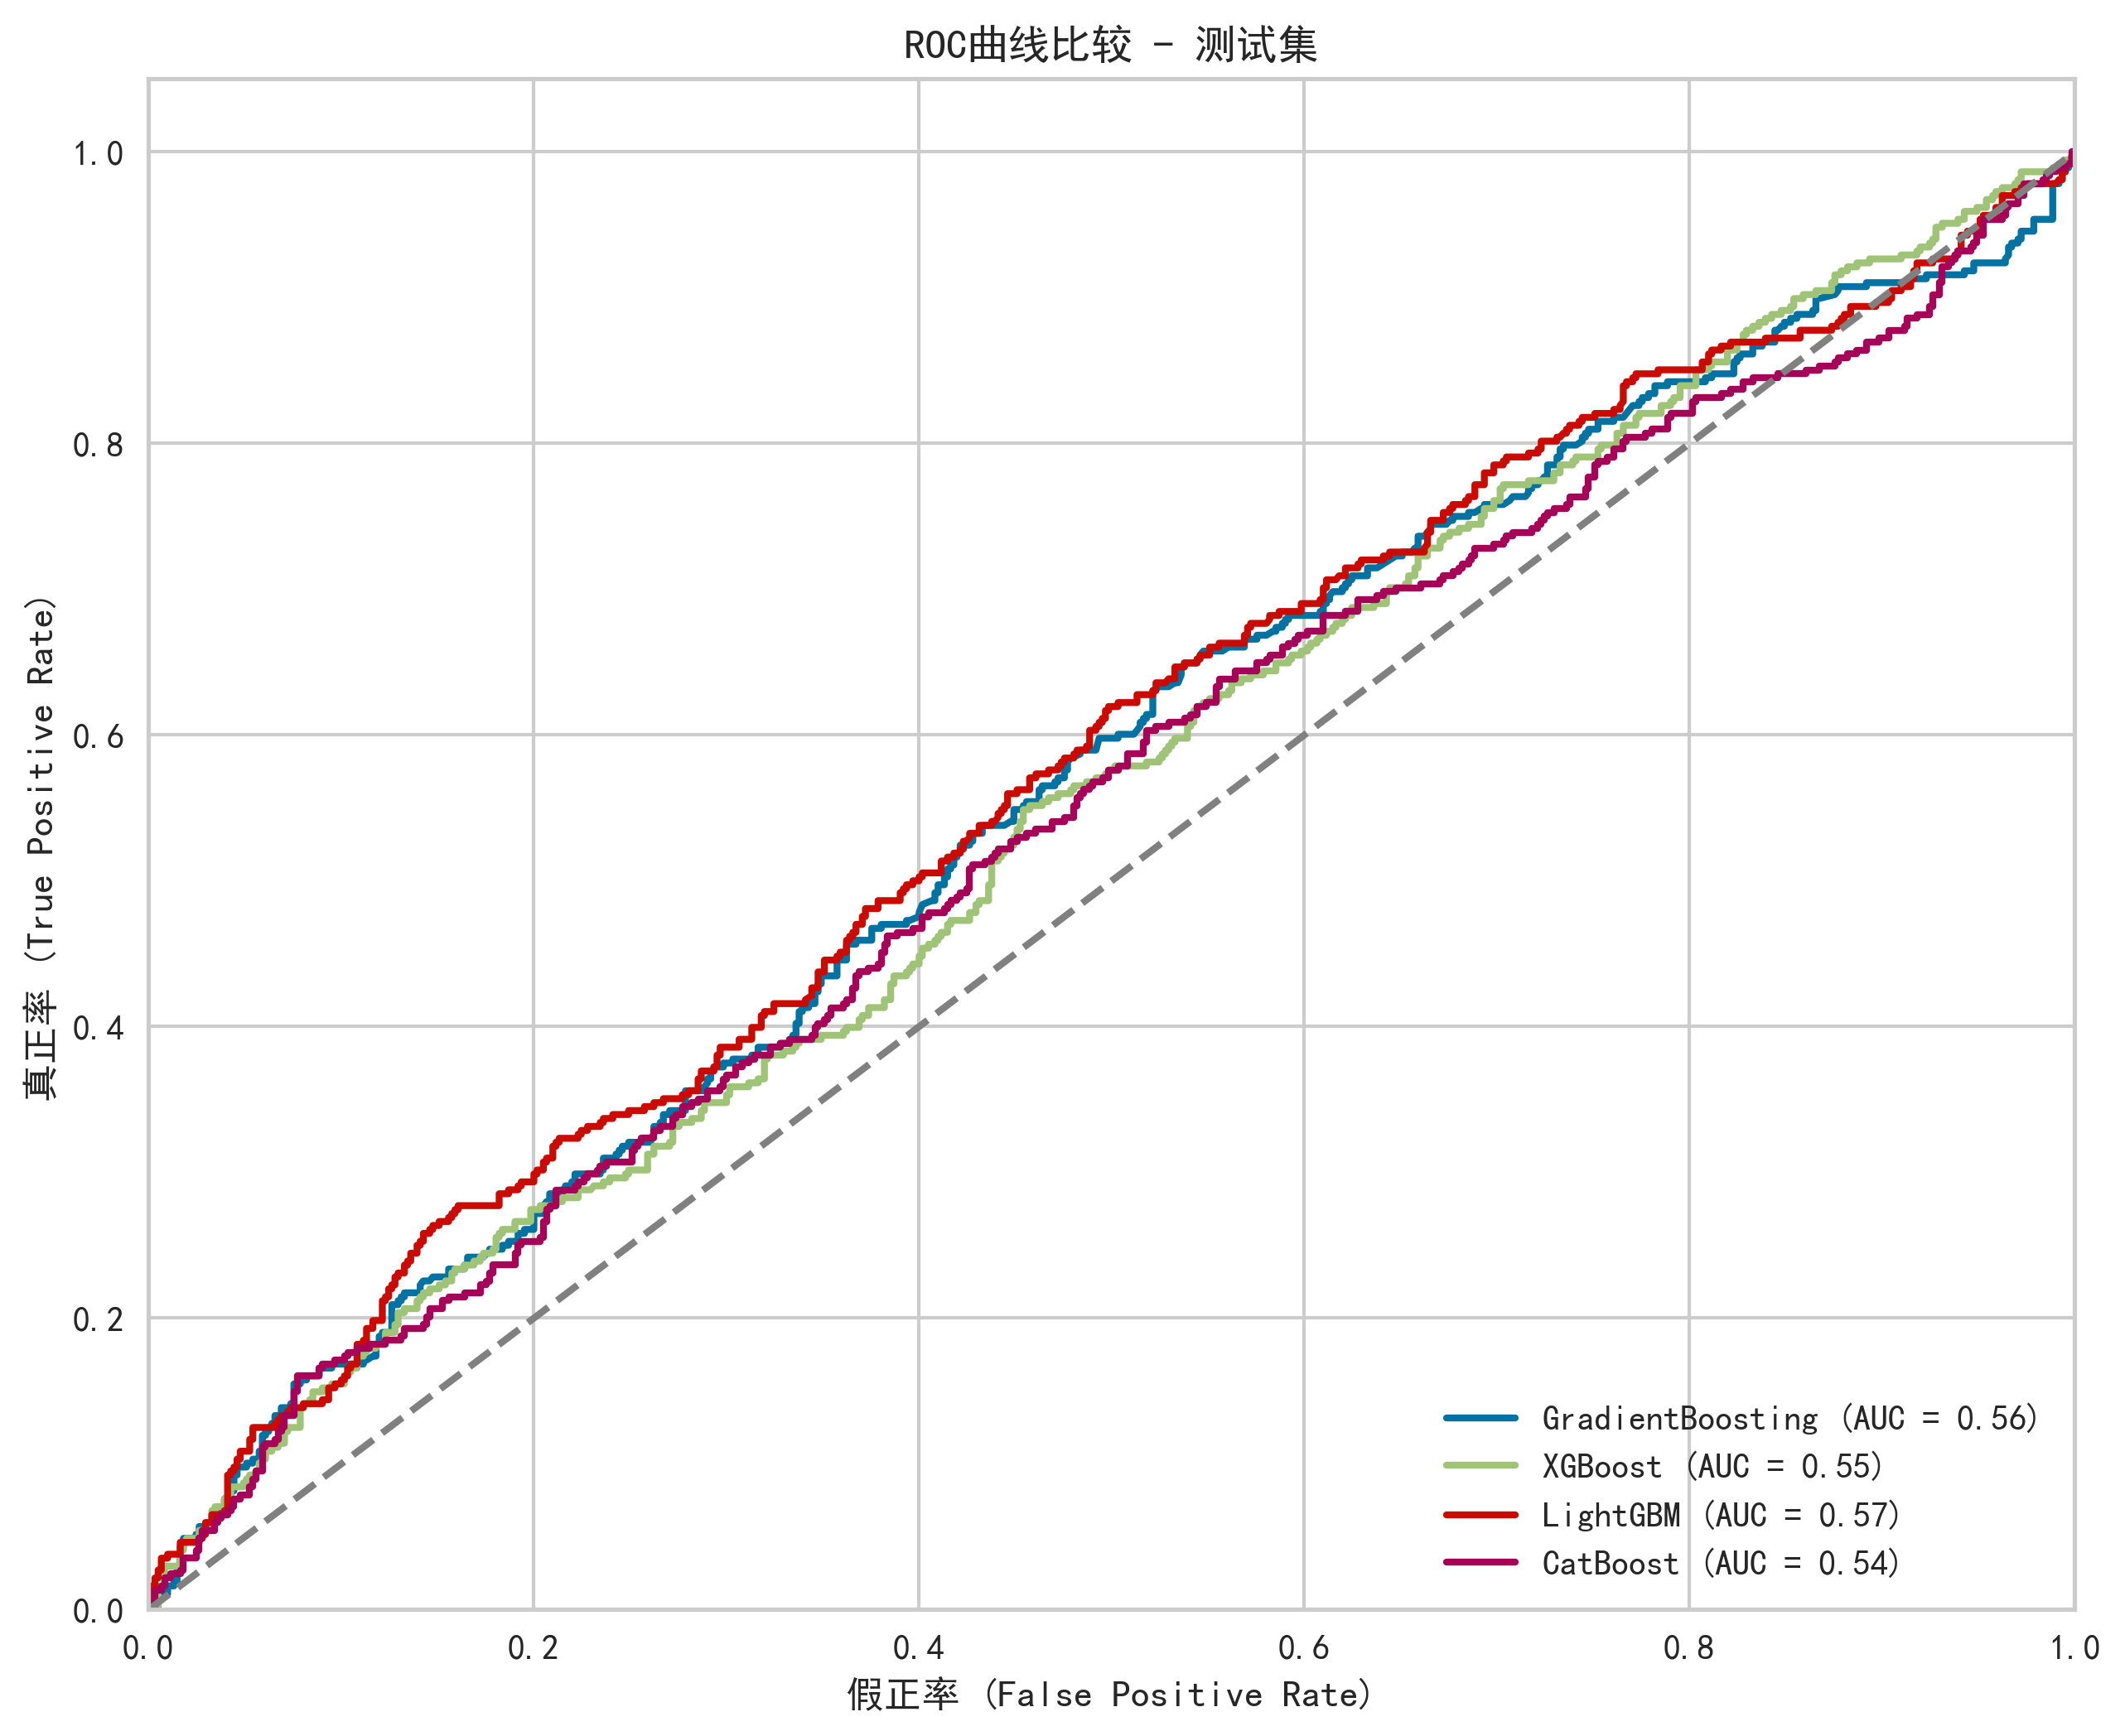 ROC曲线比较 - 测试集
真正率 (True Positive Rate)
1.0
0.8
0.6
0.4
0.2
0.0
0.0 0.2 0.4 0.6 0.8 1.0
假正率 (False Positive Rate)
GradientBoosting (AUC = 0.56)
XGBoost (AUC = 0.55)
LightGBM (AUC = 0.57)
CatBoost (AUC = 0.54)